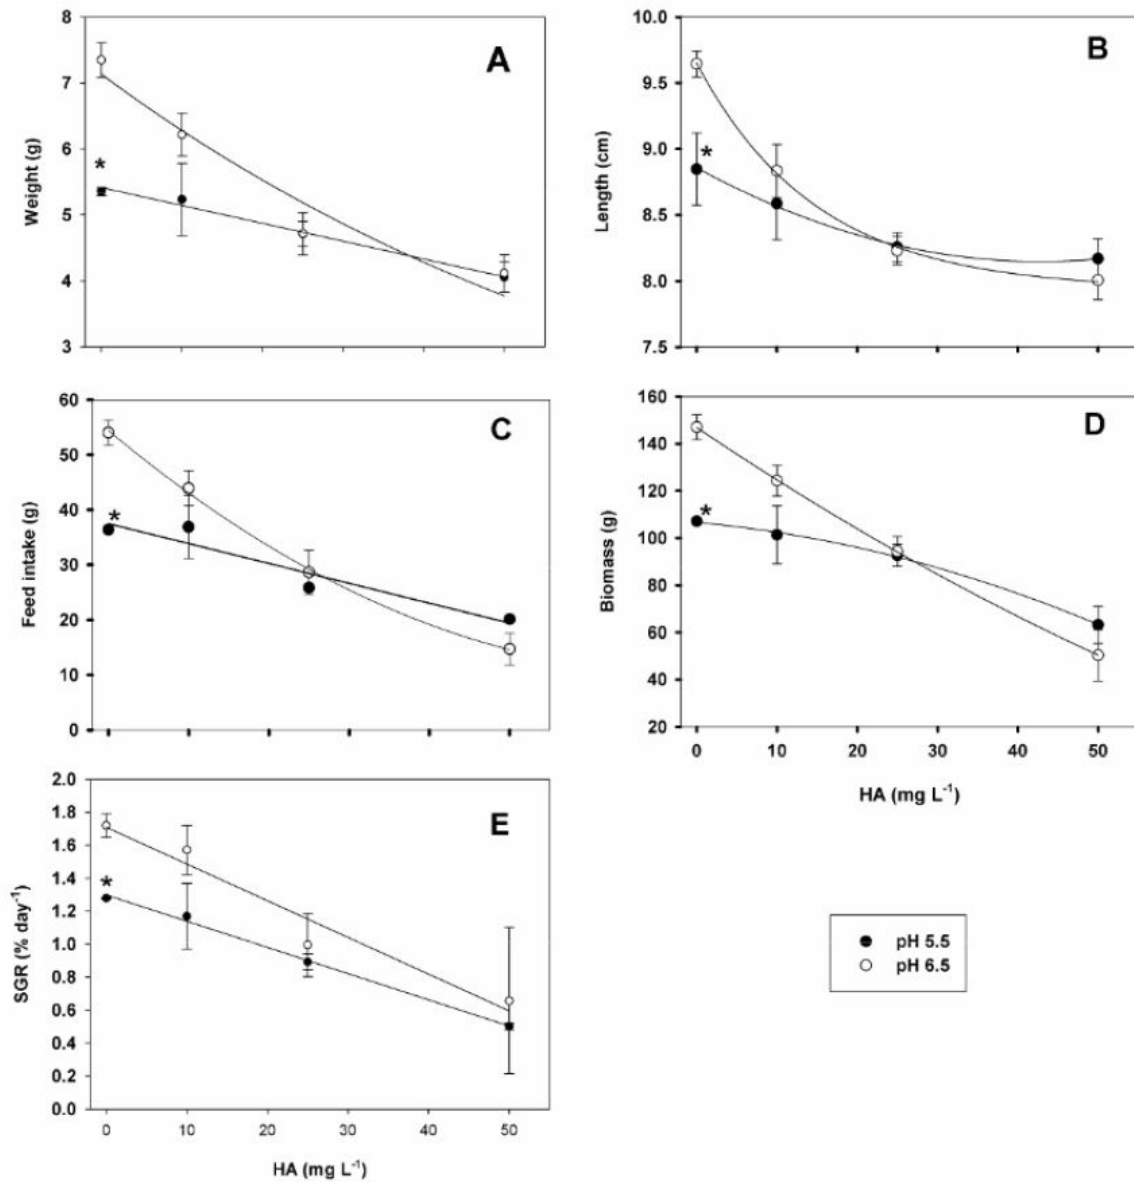 A
Weight (g)
8
7
6
5
4
3
*
B
Length (cm)
10.0
9.5
9.0
8.5
8.0
7.5
*
C
Feed intake (g)
60
50
40
30
20
10
0
*
D
Biomass (g)
160
140
120
100
80
60
40
20
*
0 10 20 30 40 50
HA (mg L-1)
E
SGR (% day-1)
2.0
1.8
1.6
1.4
1.2
1.0
0.8
0.6
0.4
0.2
0.0
*
0 10 20 30 40 50
HA (mg L-1)
pH 5.5
pH 6.5